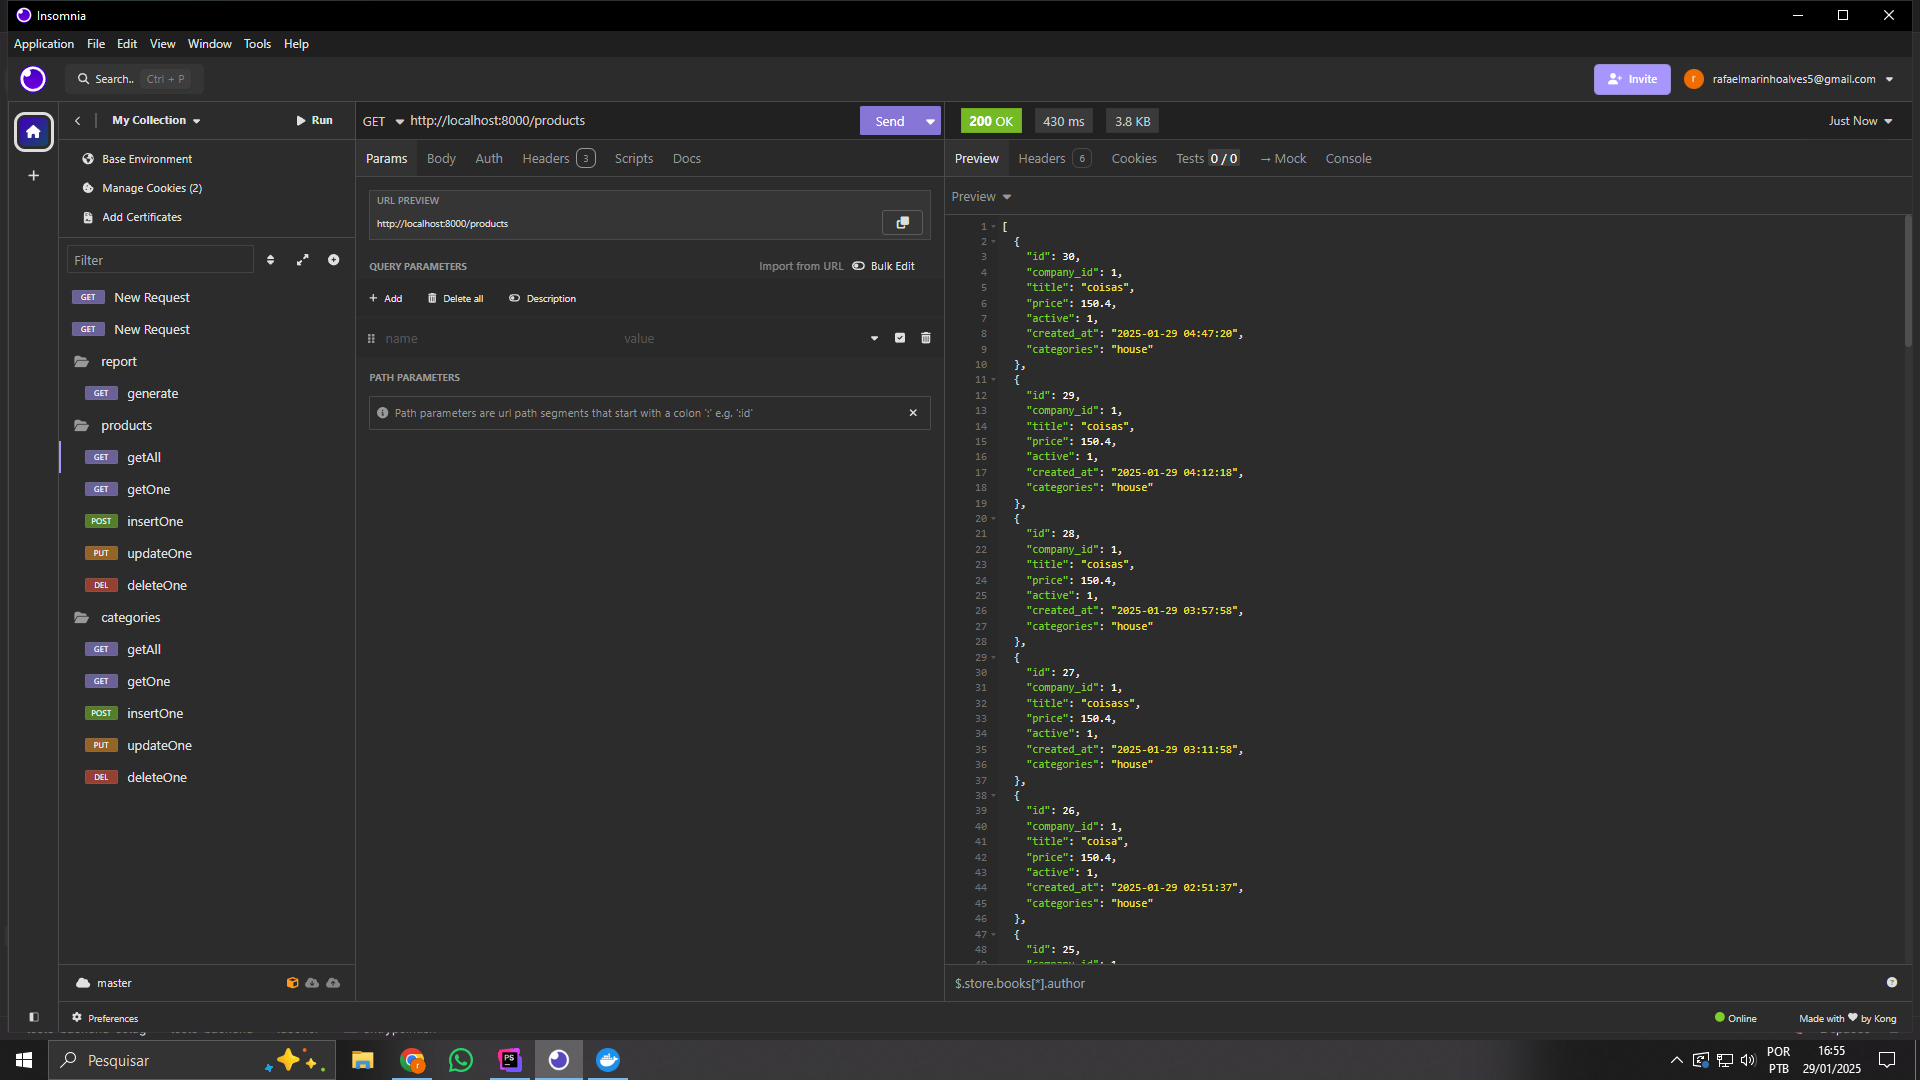 Insomnia
Application File Edit View Window Tools Help
Search.. Ctrl + P
Invite
r rafaelmarinhoalves5@gmail.com
My Collection
Run
Base Environment
Manage Cookies (2)
Add Certificates
Filter
GET New Request
GET New Request
report
GET generate
products
GET getAll
GET getOne
POST insertOne
PUT updateOne
DEL deleteOne
categories
GET getAll
GET getOne
POST insertOne
PUT updateOne
DEL deleteOne
master
Preferences
GET http://localhost:8000/products
Send
Params Body Auth Headers 3 Scripts Docs
URL PREVIEW
http://localhost:8000/products
QUERY PARAMETERS
Import from URL Bulk Edit
+ Add Delete all Description
name value
PATH PARAMETERS
Path parameters are url path segments that start with a colon ':' e.g. ':id'
200 OK 430 ms 3.8 KB
Just Now
Preview Headers 6 Cookies Tests 0 / 0 → Mock Console
Preview
1 [
2 {
3 "id": 30,
4 "company_id": 1,
5 "title": "coisas",
6 "price": 150.4,
7 "active": 1,
8 "created_at": "2025-01-29 04:47:20",
9 "categories": "house"
10 },
11 {
12 "id": 29,
13 "company_id": 1,
14 "title": "coisas",
15 "price": 150.4,
16 "active": 1,
17 "created_at": "2025-01-29 04:12:18",
18 "categories": "house"
19 },
20 {
21 "id": 28,
22 "company_id": 1,
23 "title": "coisas",
24 "price": 150.4,
25 "active": 1,
26 "created_at": "2025-01-29 03:57:58",
27 "categories": "house"
28 },
29 {
30 "id": 27,
31 "company_id": 1,
32 "title": "coisass",
33 "price": 150.4,
34 "active": 1,
35 "created_at": "2025-01-29 03:11:58",
36 "categories": "house"
37 },
38 {
39 "id": 26,
40 "company_id": 1,
41 "title": "coisa",
42 "price": 150.4,
43 "active": 1,
44 "created_at": "2025-01-29 02:51:37",
45 "categories": "house"
46 },
47 {
48 "id": 25,
$.store.books[*].author
Online
Made with ❤ by Kong
Pesquisar
PS
POR
PTB
16:55
29/01/2025